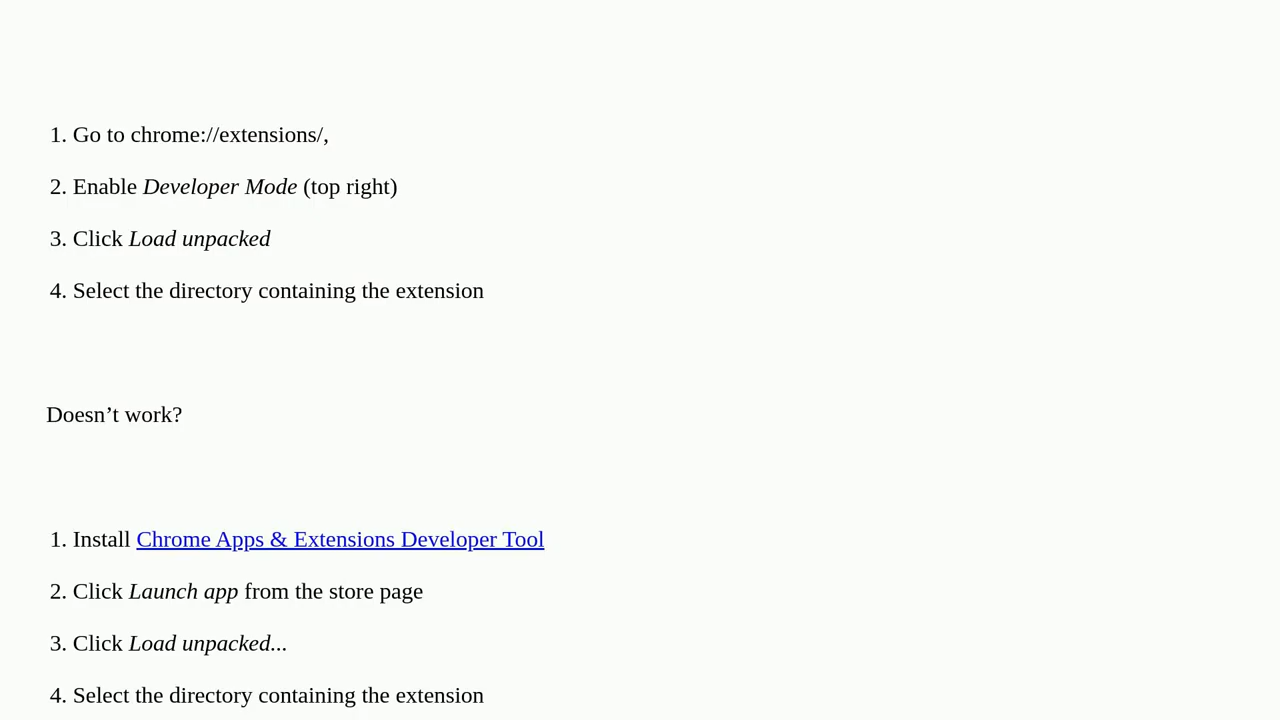 1. Go to chrome://extensions/,
2. Enable Developer Mode (top right)
3. Click Load unpacked
4. Select the directory containing the extension
Doesn’t work?
1. Install Chrome Apps & Extensions Developer Tool
2. Click Launch app from the store page
3. Click Load unpacked...
4. Select the directory containing the extension